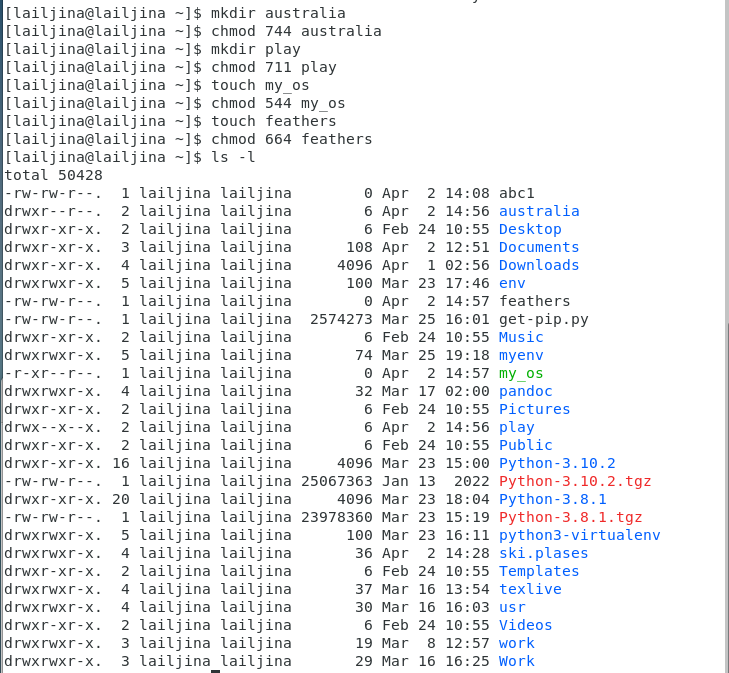 [lailjina@lailjina ~]$ mkdir australia
[lailjina@lailjina ~]$ chmod 744 australia
[lailjina@lailjina ~]$ mkdir play
[lailjina@lailjina ~]$ chmod 711 play
[lailjina@lailjina ~]$ touch my_os
[lailjina@lailjina ~]$ chmod 544 my_os
[lailjina@lailjina ~]$ touch feathers
[lailjina@lailjina ~]$ chmod 664 feathers
[lailjina@lailjina ~]$ ls -l
total 50428
-rw-rw-r--.  1 lailjina lailjina        0 Apr  2 14:08 abc1
drwxr--r--.  2 lailjina lailjina        6 Apr  2 14:56 australia
drwxr-xr-x.  2 lailjina lailjina        6 Feb 24 10:55 Desktop
drwxr-xr-x.  3 lailjina lailjina      108 Apr  2 12:51 Documents
drwxr-xr-x.  4 lailjina lailjina     4096 Apr  1 02:56 Downloads
drwxrwxr-x.  5 lailjina lailjina      100 Mar 23 17:46 env
-rw-rw-r--.  1 lailjina lailjina        0 Apr  2 14:57 feathers
-rw-rw-r--.  1 lailjina lailjina  2574273 Mar 25 16:01 get-pip.py
drwxr-xr-x.  2 lailjina lailjina        6 Feb 24 10:55 Music
drwxrwxr-x.  5 lailjina lailjina       74 Mar 25 19:18 myenv
-r-xr--r--.  1 lailjina lailjina        0 Apr  2 14:57 my_os
drwxrwxr-x.  4 lailjina lailjina       32 Mar 17 02:00 pandoc
drwxr-xr-x.  2 lailjina lailjina        6 Feb 24 10:55 Pictures
drwx--x--x.  2 lailjina lailjina        6 Apr  2 14:56 play
drwxr-xr-x.  2 lailjina lailjina        6 Feb 24 10:55 Public
drwxr-xr-x. 16 lailjina lailjina     4096 Mar 23 15:00 Python-3.10.2
-rw-rw-r--.  1 lailjina lailjina 25067363 Jan 13  2022 Python-3.10.2.tgz
drwxr-xr-x. 20 lailjina lailjina     4096 Mar 23 18:04 Python-3.8.1
-rw-rw-r--.  1 lailjina lailjina 23978360 Mar 23 15:19 Python-3.8.1.tgz
drwxrwxr-x.  5 lailjina lailjina      100 Mar 23 16:11 python3-virtualenv
drwxrwxr-x.  4 lailjina lailjina       36 Apr  2 14:28 ski.plases
drwxr-xr-x.  2 lailjina lailjina        6 Feb 24 10:55 Templates
drwxrwxr-x.  4 lailjina lailjina       37 Mar 16 13:54 texlive
drwxrwxr-x.  4 lailjina lailjina       30 Mar 16 16:03 usr
drwxr-xr-x.  2 lailjina lailjina        6 Feb 24 10:55 Videos
drwxrwxr-x.  3 lailjina lailjina       19 Mar  8 12:57 work
drwxrwxr-x.  3 lailjina lailjina       29 Mar 16 16:25 Work